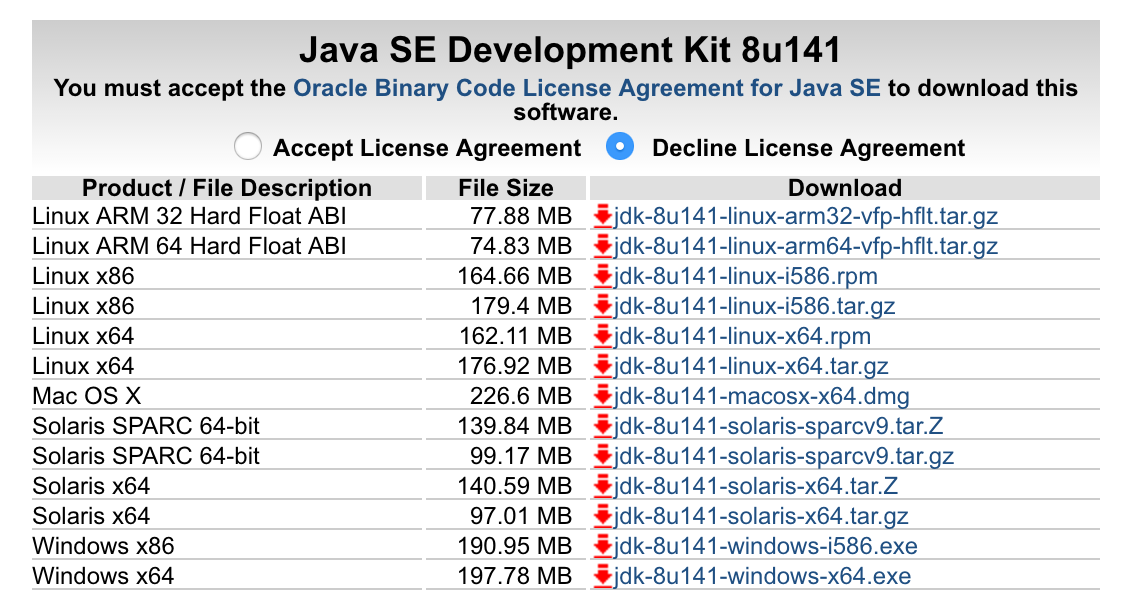 Java SE Development Kit 8u141
You must accept the Oracle Binary Code License Agreement for Java SE to download this
software.
Accept License Agreement Decline License Agreement
Product / File Description File Size Download
Linux ARM 32 Hard Float ABI 77.88 MB jdk-8u141-linux-arm32-vfp-hflt.tar.gz
Linux ARM 64 Hard Float ABI 74.83 MB jdk-8u141-linux-arm64-vfp-hflt.tar.gz
Linux x86 164.66 MB jdk-8u141-linux-i586.rpm
Linux x86 179.4 MB jdk-8u141-linux-i586.tar.gz
Linux x64 162.11 MB jdk-8u141-linux-x64.rpm
Linux x64 176.92 MB jdk-8u141-linux-x64.tar.gz
Mac OS X 226.6 MB jdk-8u141-macosx-x64.dmg
Solaris SPARC 64-bit 139.84 MB jdk-8u141-solaris-sparcv9.tar.Z
Solaris SPARC 64-bit 99.17 MB jdk-8u141-solaris-sparcv9.tar.gz
Solaris x64 140.59 MB jdk-8u141-solaris-x64.tar.Z
Solaris x64 97.01 MB jdk-8u141-solaris-x64.tar.gz
Windows x86 190.95 MB jdk-8u141-windows-i586.exe
Windows x64 197.78 MB jdk-8u141-windows-x64.exe